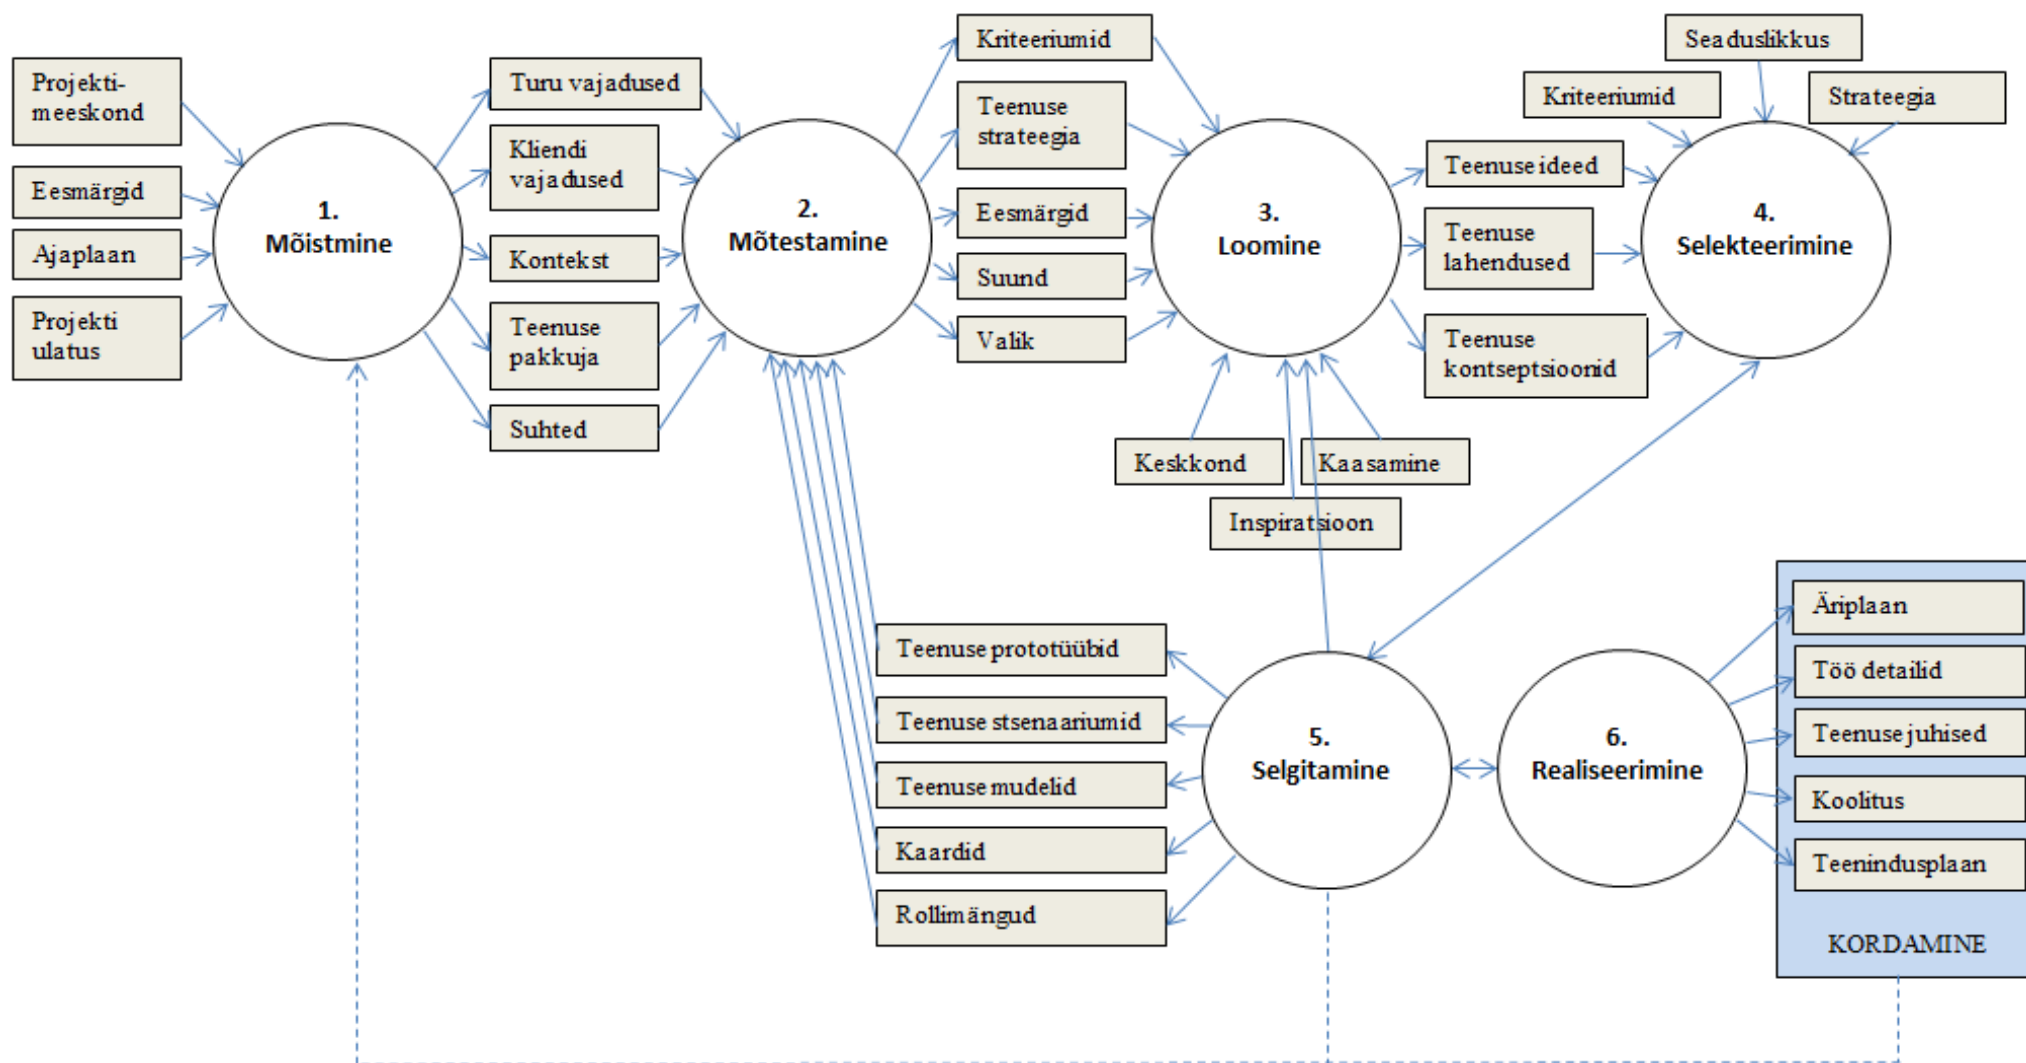 Projekti-
meeskond
Eesmärgid
Ajaplaan
Projekti
ulatus
1.
Mõistmine
Turu vajadused
Kliendi
vajadused
Kontekst
Teenuse
pakkuja
Suhted
2.
Mõtestamine
Kriteeriumid
Teenuse
strateegia
Eesmärgid
Suund
Valik
3.
Loomine
Keskkond
Kaasamine
Inspiratsioon
Teenuse ideed
Teenuse
lahendused
Teenuse
kontseptsioonid
Seaduslikkus
Kriteeriumid
Strateegia
4.
Selekteerimine
Teenuse prototüübid
Teenuse stsenaariumid
Teenuse mudelid
Kaardid
Rollimängud
5.
Selgitamine
6.
Realiseerimine
Äriplaan
Töö detailid
Teenuse juhised
Koolitus
Teenindusplaan
KORDAMINE